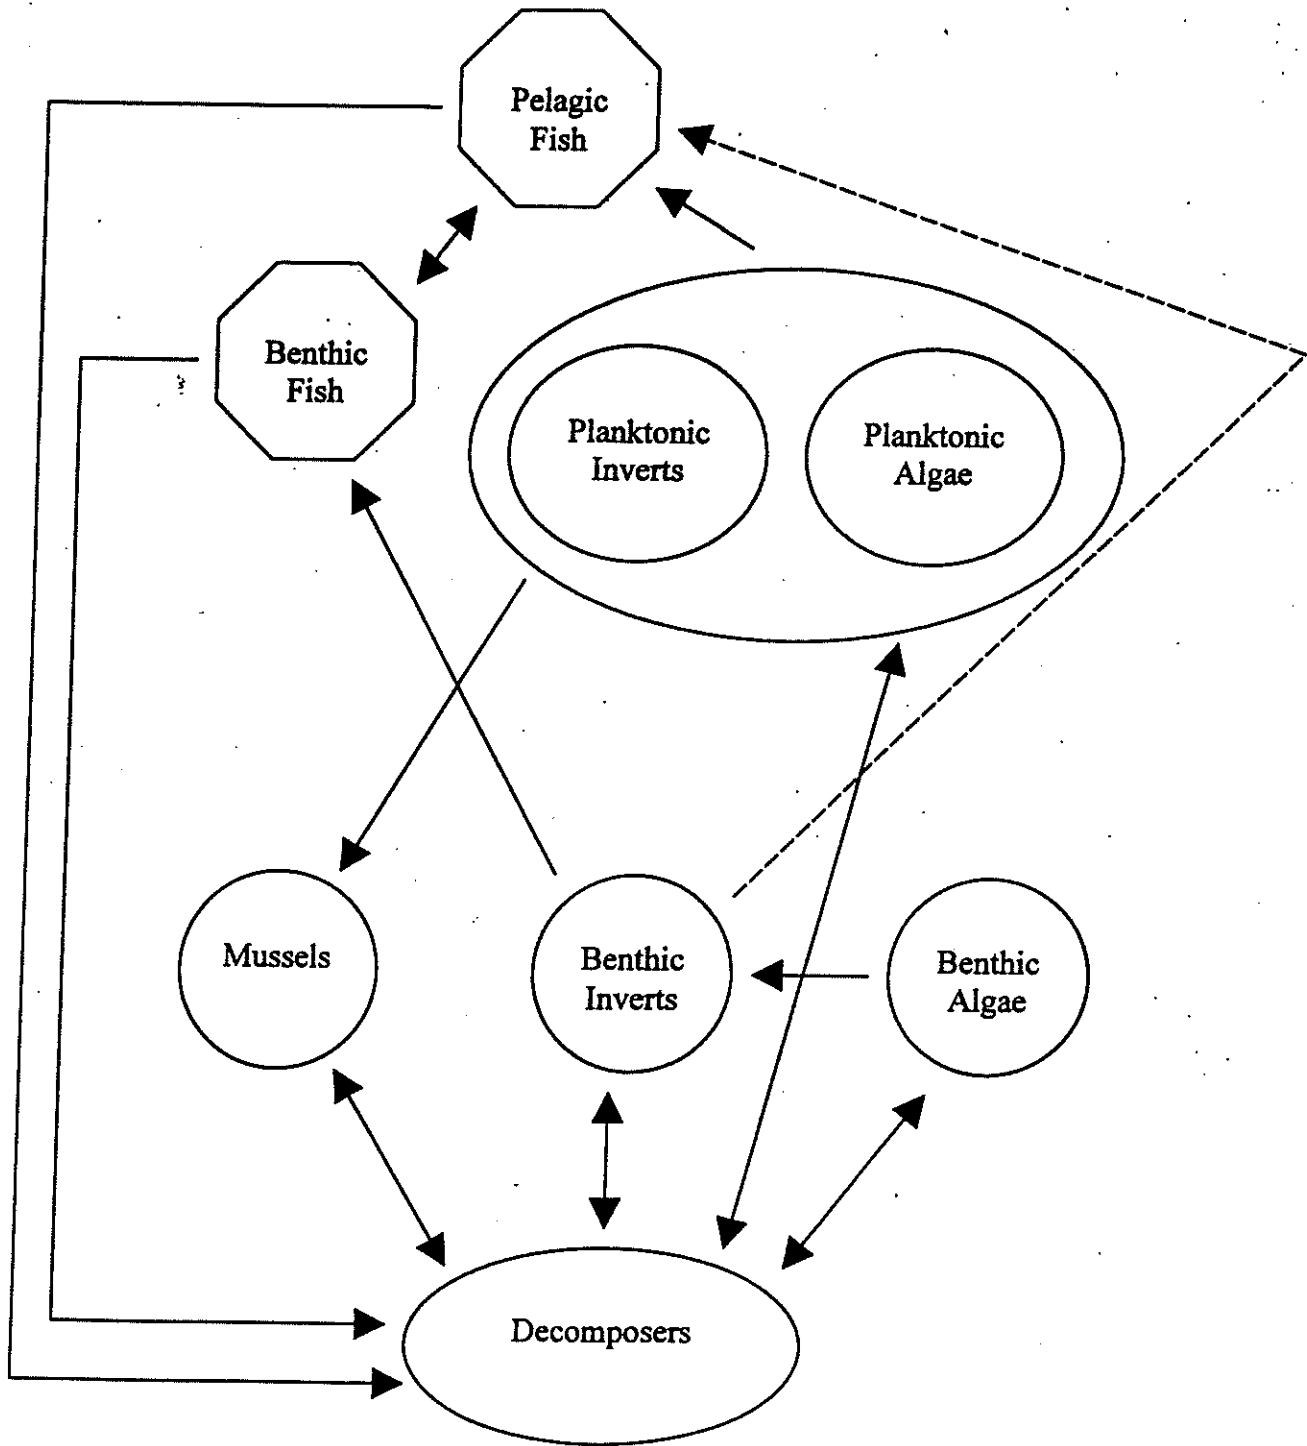 Pelagic
Fish
Benthic
Fish
Planktonic
Inverts
Planktonic
Algae
Mussels
Benthic
Inverts
Benthic
Algae
Decomposers